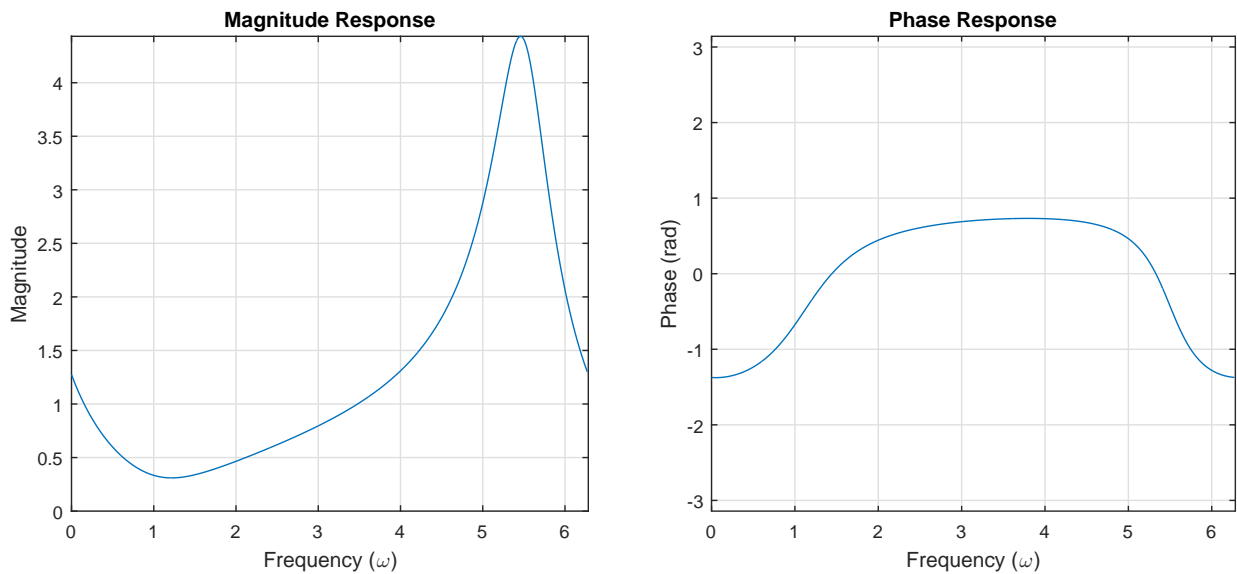 Magnitude Response
Magnitude
4
3.5
3
2.5
2
1.5
1
0.5
0
0 1 2 3 4 5 6
Frequency (ω)
Phase Response
Phase (rad)
3
2
1
0
-1
-2
-3
0 1 2 3 4 5 6
Frequency (ω)